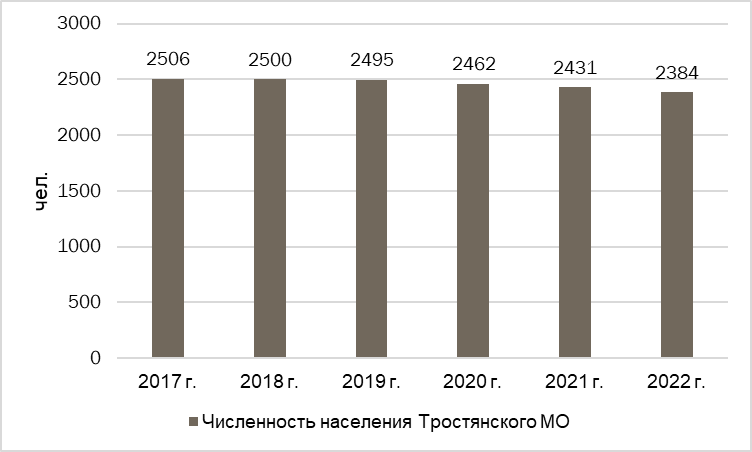 3000
2500
2000
1500
1000
500
0
чел.
2506
2500
2495
2462
2431
2384
2017 г.
2018 г.
2019 г.
2020 г.
2021 г.
2022 г.
Численность населения Тростянского МО